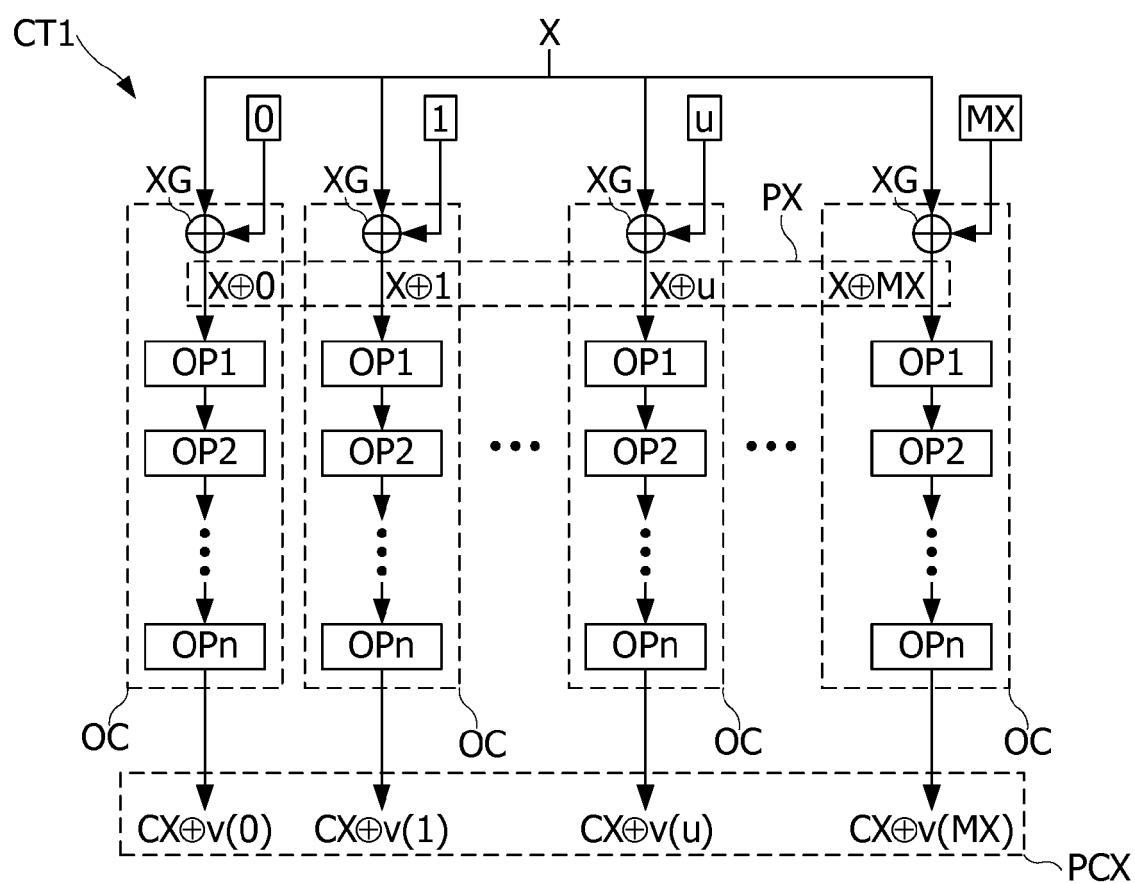 CT1
X
0 1 u MX
XG XG XG XG
PX
X⊕0 X⊕1 X⊕u X⊕MX
OP1 OP1 OP1 OP1
OP2 OP2 ••• OP2 ••• OP2
OPn OPn OPn OPn
OC OC OC OC
CX⊕v(0) CX⊕v(1) CX⊕v(u) CX⊕v(MX)
PCX